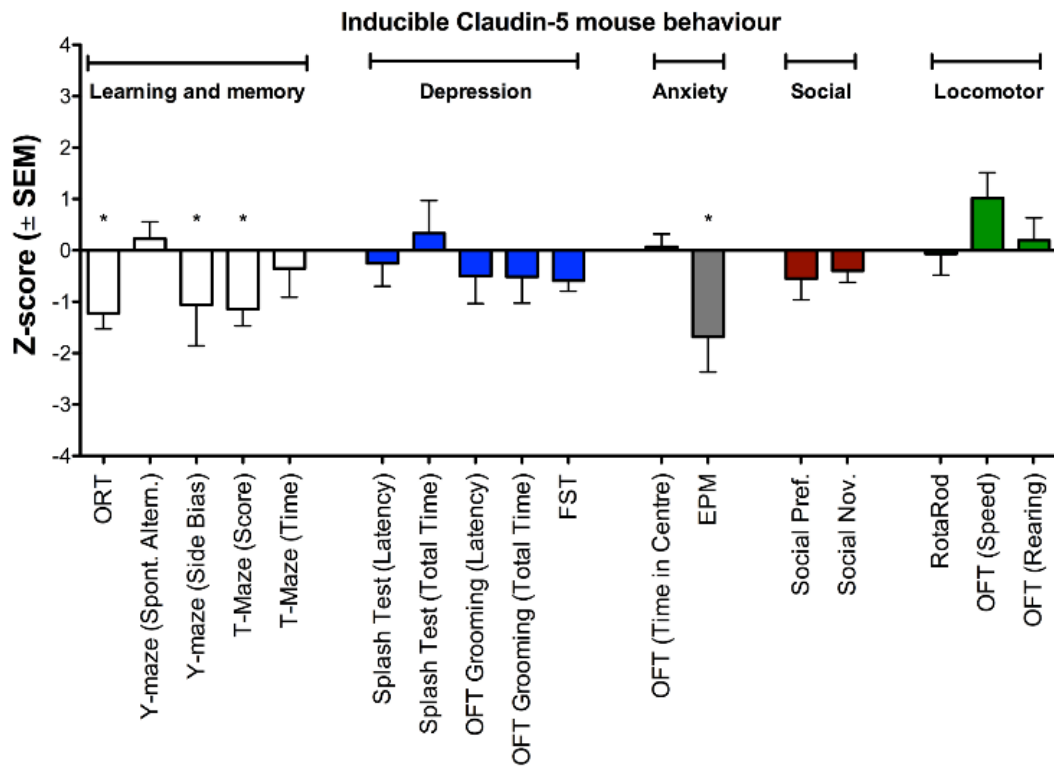 Inducible Claudin-5 mouse behaviour
Z-score (± SEM)
4
3
2
1
0
-1
-2
-3
-4
Learning and memory
Depression
Anxiety
Social
Locomotor
*
*
*
*
ORT
Y-maze (Spont. Altern.)
Y-maze (Side Bias)
T-Maze (Score)
T-Maze (Time)
Splash Test (Latency)
Splash Test (Total Time)
OFT Grooming (Latency)
OFT Grooming (Total Time)
FST
OFT (Time in Centre)
EPM
Social Pref.
Social Nov.
RotaRod
OFT (Speed)
OFT (Rearing)